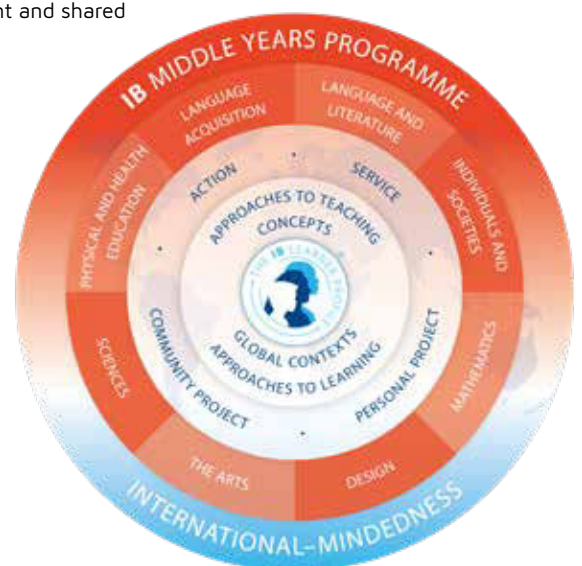 nt and shared
IB MIDDLE YEARS PROGRAMME
LANGUAGE
ACQUISITION
LANGUAGE AND
LITERATURE
PHYSICAL AND HEALTH
EDUCATION
INDIVIDUALS AND
SOCIETIES
SCIENCES
MATHEMATICS
THE ARTS
DESIGN
ACTION
SERVICE
COMMUNITY PROJECT
PERSONAL PROJECT
APPROACHES TO TEACHING
CONCEPTS
THE IB LEARNER PROFILE
GLOBAL CONTEXTS
APPROACHES TO LEARNING
INTERNATIONAL–MINDEDNESS